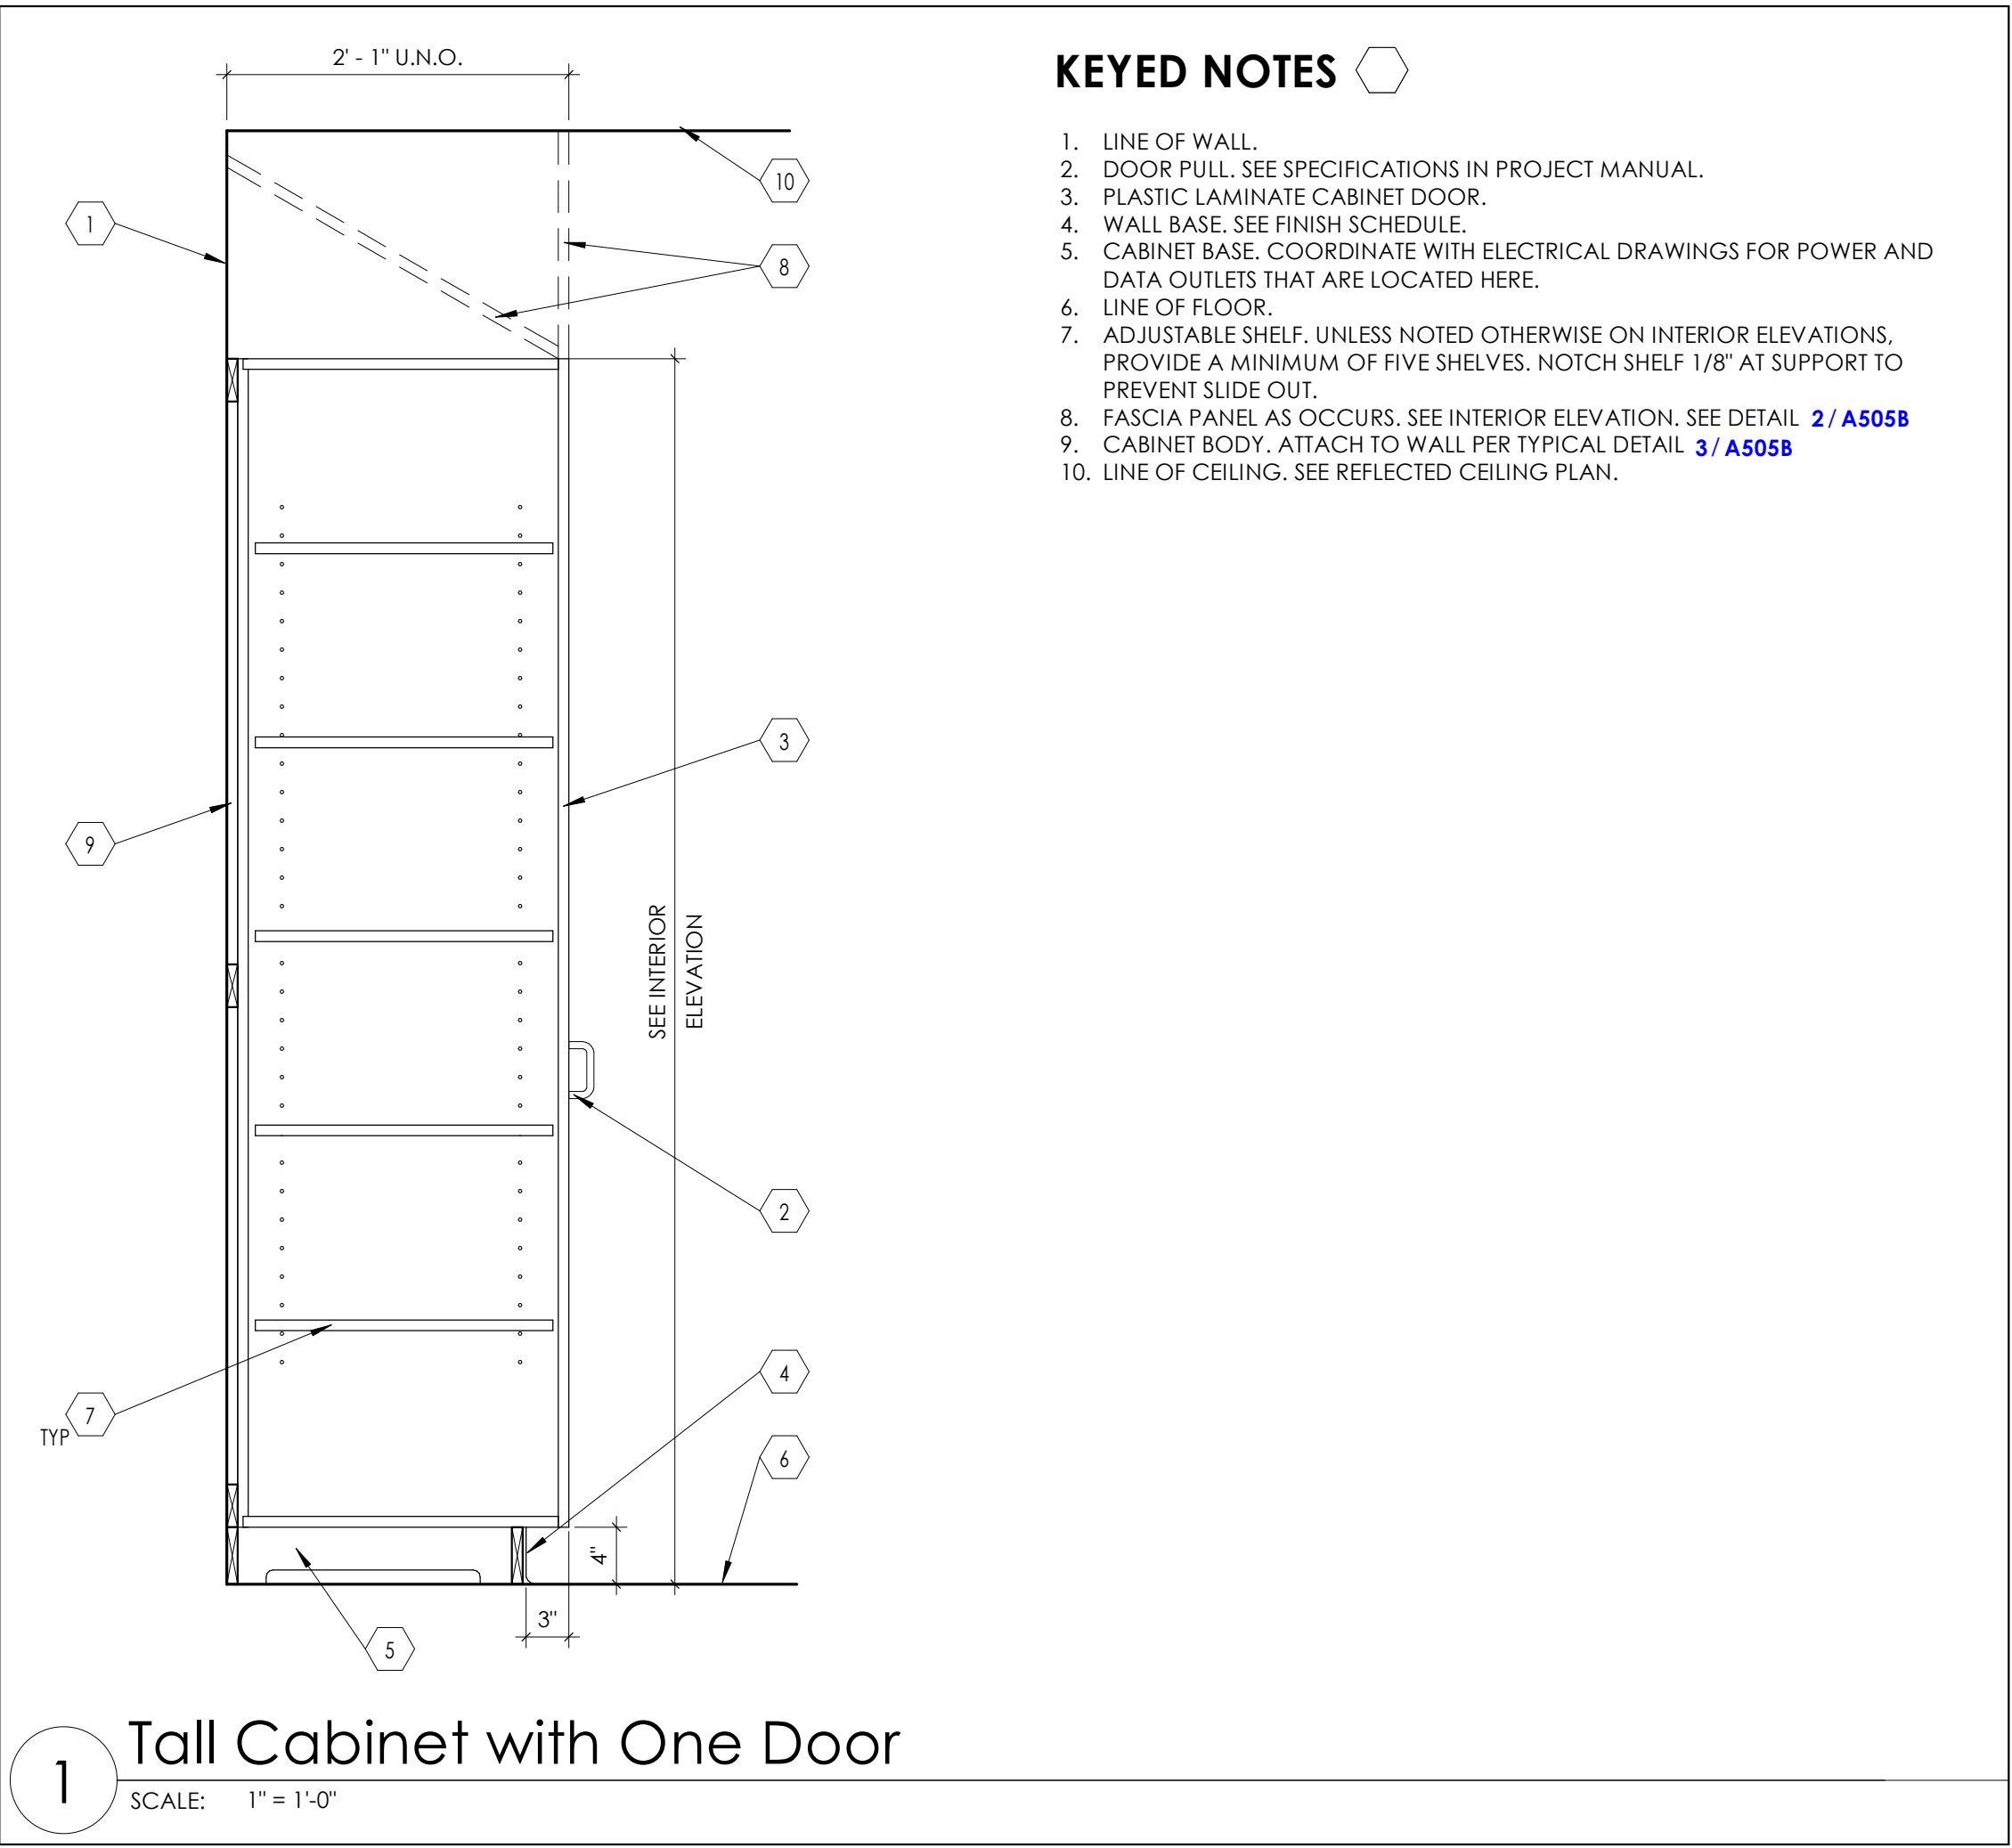 2' - 1" U.N.O.
10
1
8
3
9
SEE INTERIOR
ELEVATION
2
4
7
TYP
6
4"
3"
5
KEYED NOTES
1. LINE OF WALL.
2. DOOR PULL. SEE SPECIFICATIONS IN PROJECT MANUAL.
3. PLASTIC LAMINATE CABINET DOOR.
4. WALL BASE. SEE FINISH SCHEDULE.
5. CABINET BASE. COORDINATE WITH ELECTRICAL DRAWINGS FOR POWER AND
DATA OUTLETS THAT ARE LOCATED HERE.
6. LINE OF FLOOR.
7. ADJUSTABLE SHELF. UNLESS NOTED OTHERWISE ON INTERIOR ELEVATIONS,
PROVIDE A MINIMUM OF FIVE SHELVES. NOTCH SHELF 1/8" AT SUPPORT TO
PREVENT SLIDE OUT.
8. FASCIA PANEL AS OCCURS. SEE INTERIOR ELEVATION. SEE DETAIL 2/A505B
9. CABINET BODY. ATTACH TO WALL PER TYPICAL DETAIL 3/A505B
10. LINE OF CEILING. SEE REFLECTED CEILING PLAN.
1
Tall Cabinet with One Door
SCALE: 1" = 1'-0"